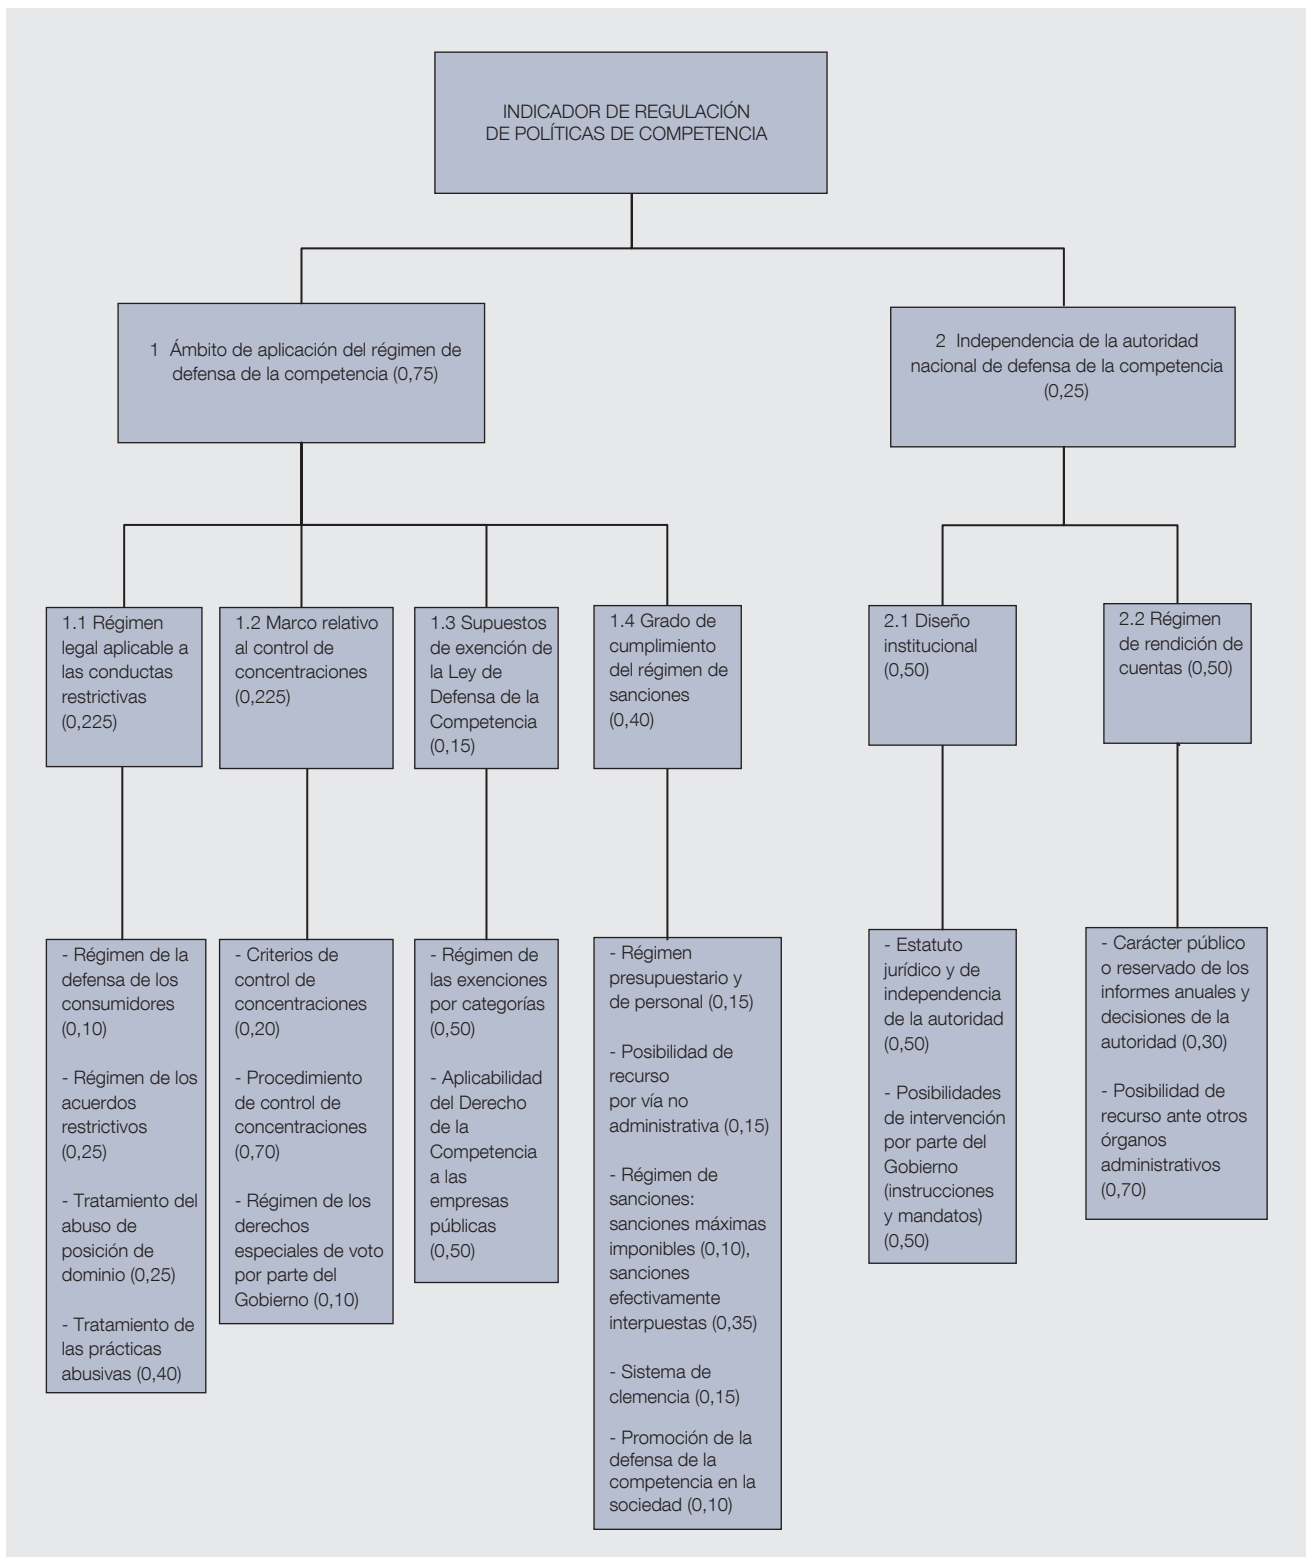 INDICADOR DE REGULACIÓN
DE POLÍTICAS DE COMPETENCIA
1 Ámbito de aplicación del régimen de
defensa de la competencia (0,75)
2 Independencia de la autoridad
nacional de defensa de la competencia
(0,25)
1.1 Régimen
legal aplicable a
las conductas
restrictivas
(0,225)
1.2 Marco relativo
al control de
concentraciones
(0,225)
1.3 Supuestos
de exención de
la Ley de
Defensa de la
Competencia
(0,15)
1.4 Grado de
cumplimiento
del régimen de
sanciones
(0,40)
2.1 Diseño
institucional
(0,50)
2.2 Régimen
de rendición de
cuentas (0,50)
- Régimen de la
defensa de los
consumidores
(0,10)
- Régimen de los
acuerdos
restrictivos
(0,25)
- Tratamiento del
abuso de
posición de
dominio (0,25)
- Tratamiento de
las prácticas
abusivas (0,40)
- Criterios de
control de
concentraciones
(0,20)
- Procedimiento
de control de
concentraciones
(0,70)
- Régimen de los
derechos
especiales de voto
por parte del
Gobierno (0,10)
- Régimen de
las exenciones
por categorías
(0,50)
- Aplicabilidad
del Derecho
de la
Competencia
a las
empresas
públicas
(0,50)
- Régimen
presupuestario y
de personal (0,15)
- Posibilidad de
recurso
por vía no
administrativa (0,15)
- Régimen de
sanciones:
sanciones máximas
imponibles (0,10),
sanciones
efectivamente
interpuestas (0,35)
- Sistema de
clemencia (0,15)
- Promoción de la
defensa de la
competencia en la
sociedad (0,10)
- Estatuto
jurídico y de
independencia
de la autoridad
(0,50)
- Posibilidades
de intervención
por parte del
Gobierno
(instrucciones
y mandatos)
(0,50)
- Carácter público
o reservado de los
informes anuales y
decisiones de la
autoridad (0,30)
- Posibilidad de
recurso ante otros
órganos
administrativos
(0,70)